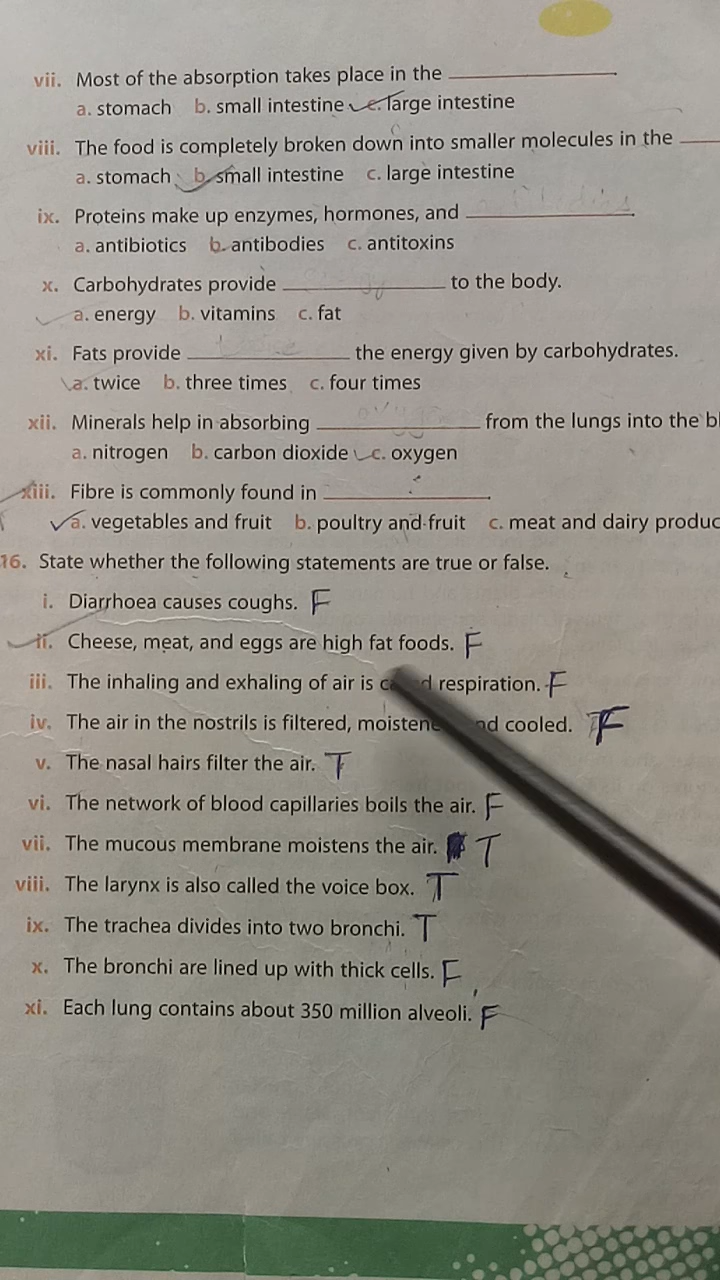 vii. Most of the absorption takes place in the ____________.
a. stomach b. small intestine c. large intestine
viii. The food is completely broken down into smaller molecules in the ____
a. stomach b. small intestine c. large intestine
ix. Proteins make up enzymes, hormones, and ____________.
a. antibiotics b. antibodies c. antitoxins
x. Carbohydrates provide ____________ to the body.
a. energy b. vitamins c. fat
xi. Fats provide ____________ the energy given by carbohydrates.
a. twice b. three times c. four times
xii. Minerals help in absorbing ____________ from the lungs into the bl
a. nitrogen b. carbon dioxide c. oxygen
xiii. Fibre is commonly found in ____________.
a. vegetables and fruit b. poultry and fruit c. meat and dairy produc
16. State whether the following statements are true or false.
i. Diarrhoea causes coughs. F
ii. Cheese, meat, and eggs are high fat foods. F
iii. The inhaling and exhaling of air is respiration. F
iv. The air in the nostrils is filtered, cooled. F
v. The nasal hairs filter the air. T
vi. The network of blood capillaries boils the air. F
vii. The mucous membrane moistens the air. T
viii. The larynx is also called the voice box. T
ix. The trachea divides into two bronchi. T
x. The bronchi are lined up with thick cells. F
xi. Each lung contains about 350 million alveoli. F